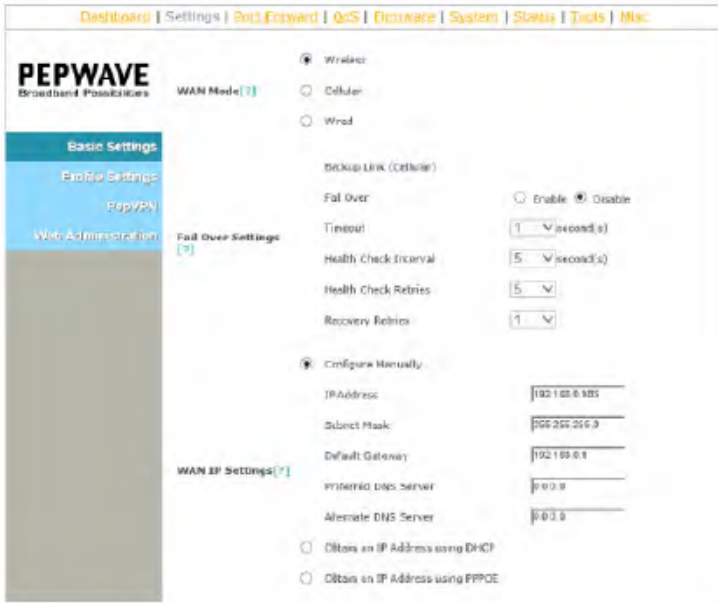 Dashboard | Settings | Port Forward | QoS | Firmware | System | Status | Tools | Misc
PEPWAVE
Broadband Possibilities
Basic Settings
Profile Settings
PepVPN
Web Administration
WAN Mode[?]
Wireless
Cellular
Wired
Fail Over Settings
[?]
Backup Link (Cellular)
Fail Over
Enable
Disable
Timeout
1 second(s)
Health Check Interval
5 second(s)
Health Check Retries
5
Recovery Retries
1
WAN IP Settings[?]
Configure Manually
IP Address
Subnet Mask
255.255.255.0
Default Gateway
192.168.0.1
Preferred DNS Server
0.0.0.0
Alternate DNS Server
0.0.0.0
Obtain an IP Address using DHCP
Obtain an IP Address using PPPOE